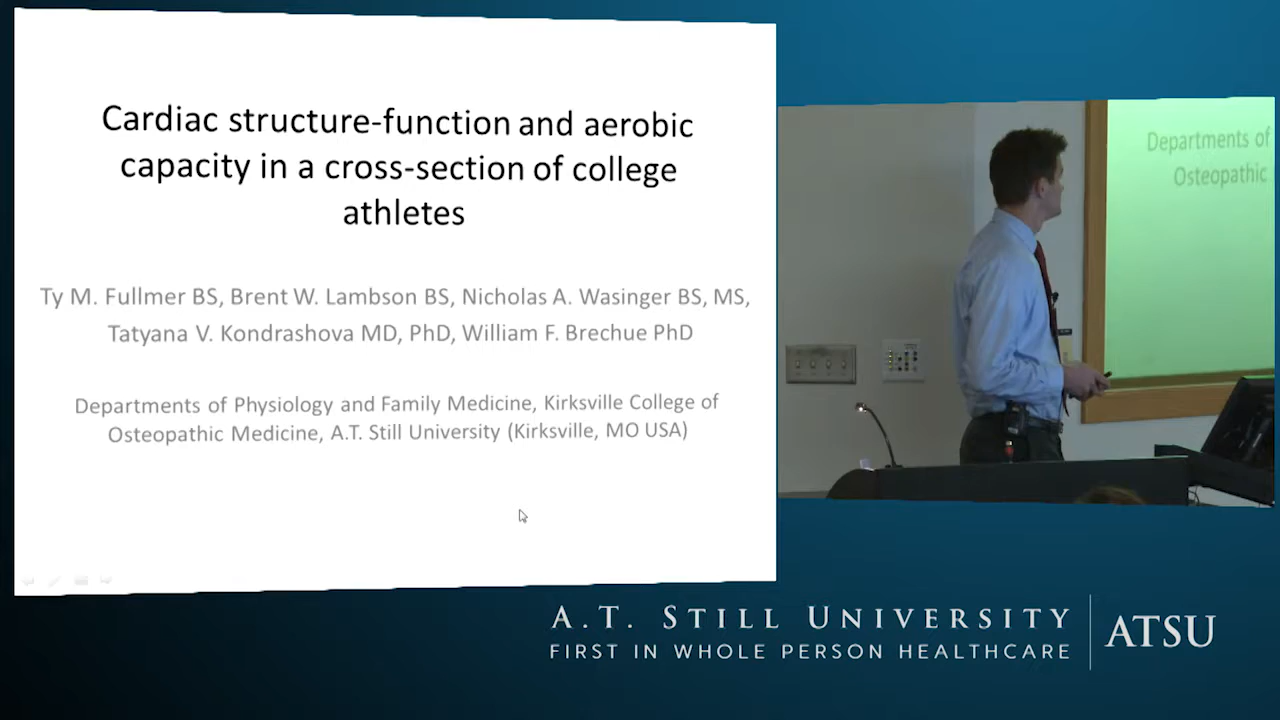 Cardiac structure-function and aerobic
capacity in a cross-section of college
athletes
Ty M. Fullmer BS, Brent W. Lambson BS, Nicholas A. Wasinger BS, MS,
Tatyana V. Kondrashova MD, PhD, William F. Brechue PhD
Departments of Physiology and Family Medicine, Kirksville College of
Osteopathic Medicine, A.T. Still University (Kirksville, MO USA)
Departments of
Osteopathic
A.T. STILL UNIVERSITY
FIRST IN WHOLE PERSON HEALTHCARE
ATSU